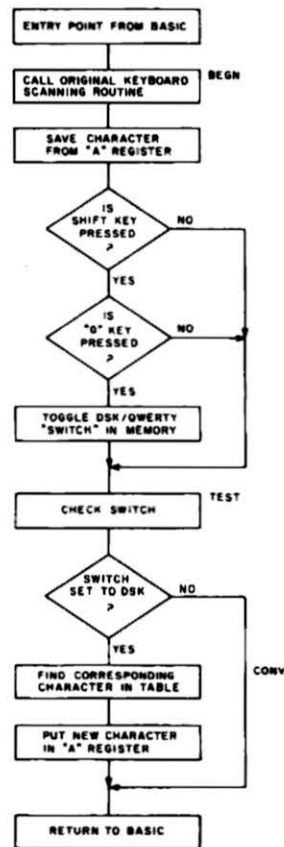 ENTRY POINT FROM BASIC
BEGN
CALL ORIGINAL KEYBOARD
SCANNING ROUTINE
SAVE CHARACTER
FROM "A" REGISTER
IS
SHIFT KEY
PRESSED
?
NO
YES
IS
"0" KEY
PRESSED
?
NO
YES
TOGGLE DSK/QWERTY
"SWITCH" IN MEMORY
TEST
CHECK SWITCH
SWITCH
SET TO DSK
?
NO
YES
CONV
FIND CORRESPONDING
CHARACTER IN TABLE
PUT NEW CHARACTER
IN "A" REGISTER
RETURN TO BASIC